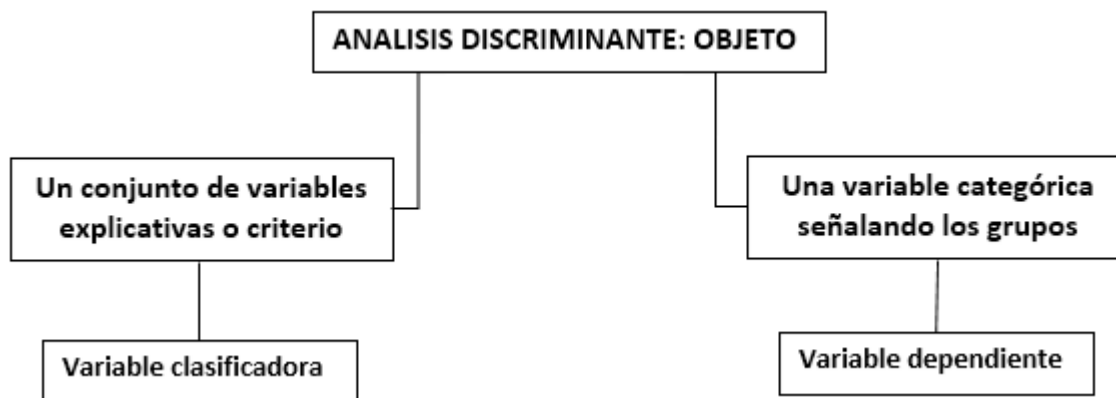 ANALISIS DISCRIMINANTE: OBJETO
Un conjunto de variables
explicativas o criterio
Una variable categórica
señalando los grupos
Variable clasificadora
Variable dependiente